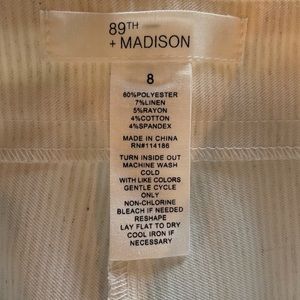 89TH
+ MADISON
8
80%POLYESTER
7%LINEN
5%RAYON
4%COTTON
4%SPANDEX
MADE IN CHINA
RN#114186
TURN INSIDE OUT
MACHINE WASH
COLD
WITH LIKE COLORS
GENTLE CYCLE
ONLY
NON-CHLORINE
BLEACH IF NEEDED
RESHAPE
LAY FLAT TO DRY
COOL IRON IF
NECESSARY